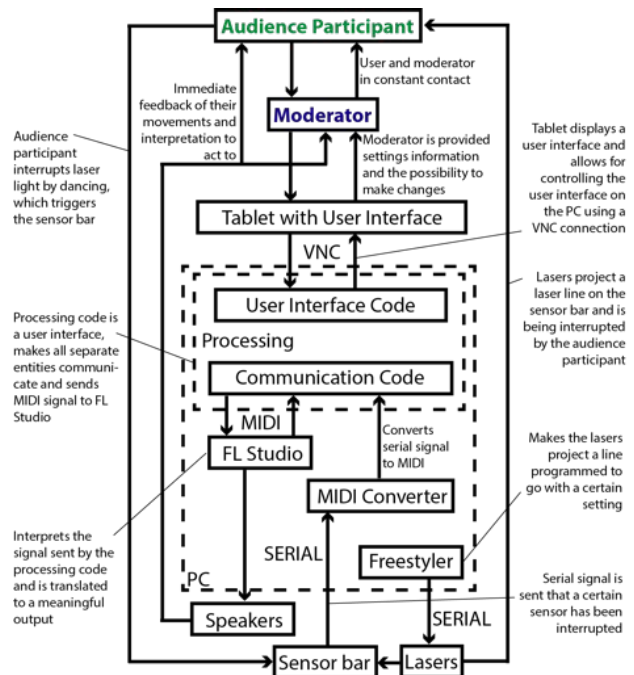 Audience Participant
User and moderator
in constant contact
Immediate
feedback of their
movements and
interpretation to
act to
Moderator
Audience
participant
interrupts laser
light by dancing,
which triggers
the sensor bar
Moderator is provided
settings information
and the possibility to
make changes
Tablet displays a
user interface and
allows for
controlling the
user interface on
the PC using a
VNC connection
Tablet with User Interface
VNC
User Interface Code
Lasers project a
laser line on the
sensor bar and is
being interrupted
by the audience
participant
Processing code is
a user interface,
makes all separate
entities communi-
cate and sends
MIDI signal to FL
Studio
Processing
Communication Code
MIDI
FL Studio
Converts
serial signal
to MIDI
Makes the lasers
project a line
programmed to
go with a certain
setting
MIDI Converter
Interprets the
signal sent by the
processing code
and is translated
to a meaningful
output
SERIAL
Freestyler
PC
Speakers
SERIAL
Serial signal is
sent that a certain
sensor has been
interrupted
Sensor bar
Lasers